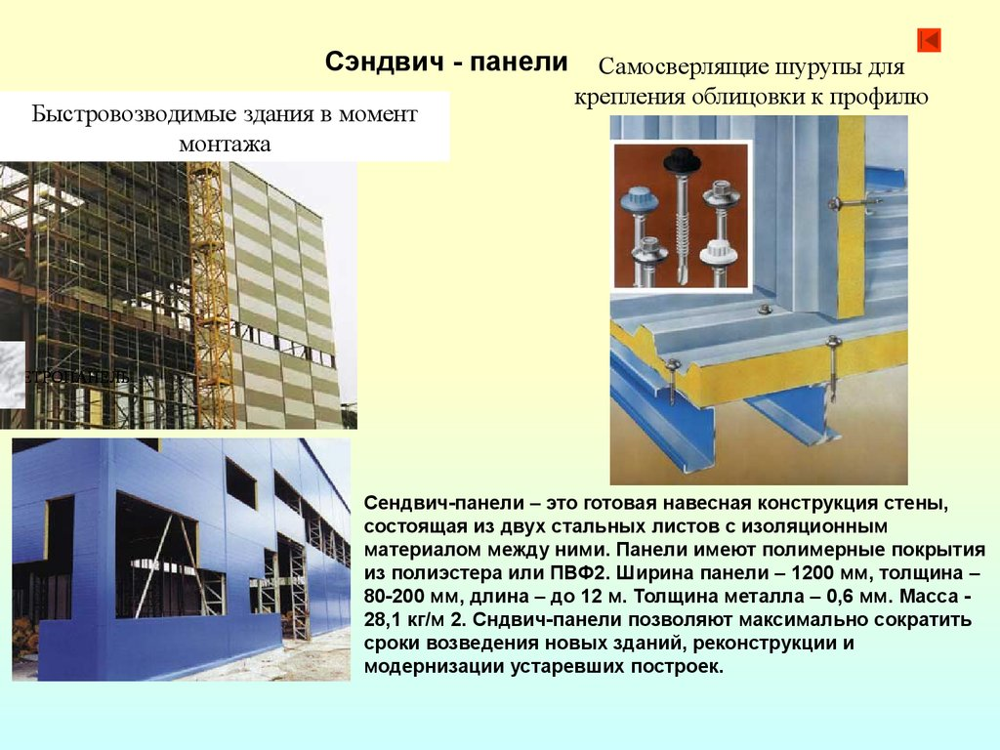 Сэндвич - панели
Самосверлящие шурупы для
крепления облицовки к профилю
Быстровозводимые здания в момент
монтажа
Сендвич-панели – это готовая навесная конструкция стены,
состоящая из двух стальных листов с изоляционным
материалом между ними. Панели имеют полимерные покрытия
из полиэстера или ПВФ2. Ширина панели – 1200 мм, толщина –
80-200 мм, длина – до 12 м. Толщина металла – 0,6 мм. Масса -
28,1 кг/м 2. Сндвич-панели позволяют максимально сократить
сроки возведения новых зданий, реконструкции и
модернизации устаревших построек.